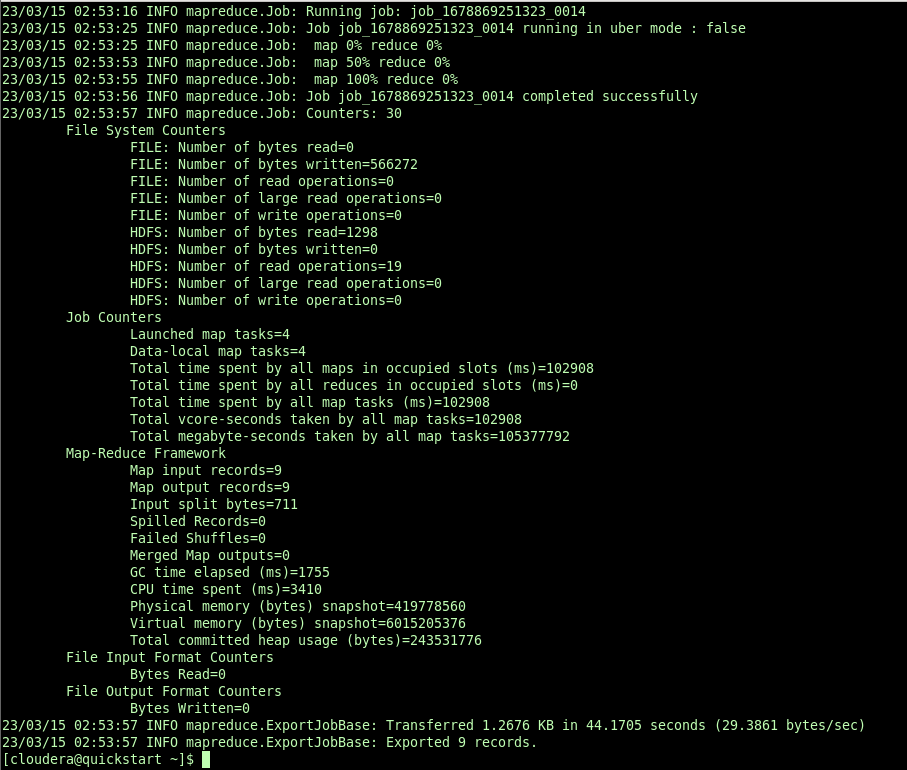 23/03/15 02:53:16 INFO mapreduce.Job: Running job: job_1678869251323_0014
23/03/15 02:53:25 INFO mapreduce.Job: Job job_1678869251323_0014 running in uber mode : false
23/03/15 02:53:25 INFO mapreduce.Job:  map 0% reduce 0%
23/03/15 02:53:53 INFO mapreduce.Job:  map 50% reduce 0%
23/03/15 02:53:55 INFO mapreduce.Job:  map 100% reduce 0%
23/03/15 02:53:56 INFO mapreduce.Job: Job job_1678869251323_0014 completed successfully
23/03/15 02:53:57 INFO mapreduce.Job: Counters: 30
File System Counters
FILE: Number of bytes read=0
FILE: Number of bytes written=566272
FILE: Number of read operations=0
FILE: Number of large read operations=0
FILE: Number of write operations=0
HDFS: Number of bytes read=1298
HDFS: Number of bytes written=0
HDFS: Number of read operations=19
HDFS: Number of large read operations=0
HDFS: Number of write operations=0
Job Counters
Launched map tasks=4
Data-local map tasks=4
Total time spent by all maps in occupied slots (ms)=102908
Total time spent by all reduces in occupied slots (ms)=0
Total time spent by all map tasks (ms)=102908
Total vcore-seconds taken by all map tasks=102908
Total megabyte-seconds taken by all map tasks=105377792
Map-Reduce Framework
Map input records=9
Map output records=9
Input split bytes=711
Spilled Records=0
Failed Shuffles=0
Merged Map outputs=0
GC time elapsed (ms)=1755
CPU time spent (ms)=3410
Physical memory (bytes) snapshot=419778560
Virtual memory (bytes) snapshot=6015205376
Total committed heap usage (bytes)=243531776
File Input Format Counters
Bytes Read=0
File Output Format Counters
Bytes Written=0
23/03/15 02:53:57 INFO mapreduce.ExportJobBase: Transferred 1.2676 KB in 44.1705 seconds (29.3861 bytes/sec)
23/03/15 02:53:57 INFO mapreduce.ExportJobBase: Exported 9 records.
[cloudera@quickstart ~]$